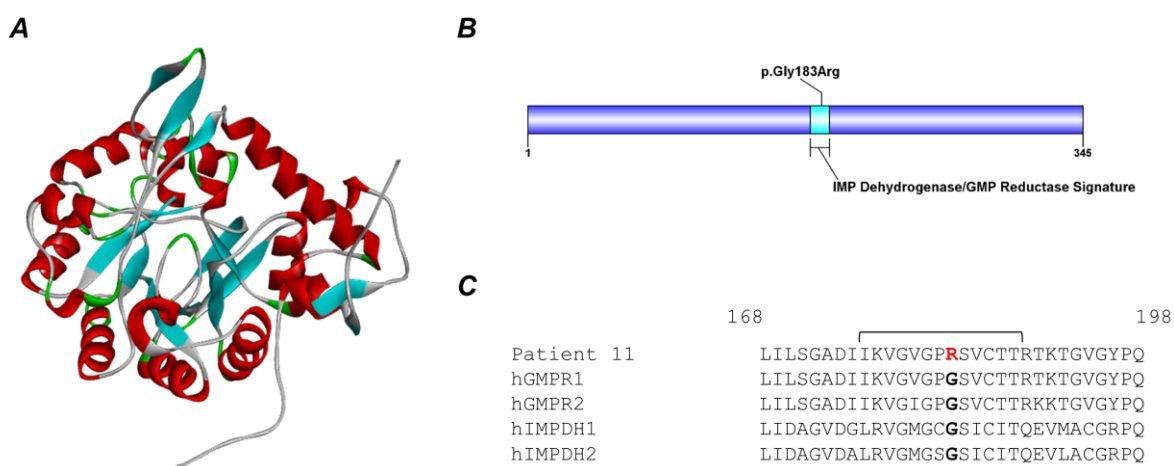 A
B
p.Gly183Arg
1
345
IMP Dehydrogenase/GMP Reductase Signature
C
168 198
Patient 11 LILSGADIIKVGVGPRSVCTTRTKTGVGYPQ
hGMPR1 LILSGADIIKVGVGPGSVCTTRTKTGVGYPQ
hGMPR2 LILSGADIIKVGIGPGSVCTTRKKTGVGYPQ
hIMPDH1 LIDAGVDGLRVGMGCGSICITQEVMACGRPQ
hIMPDH2 LIDAGVDALRVGMGSGSICITQEVLACGRPQ